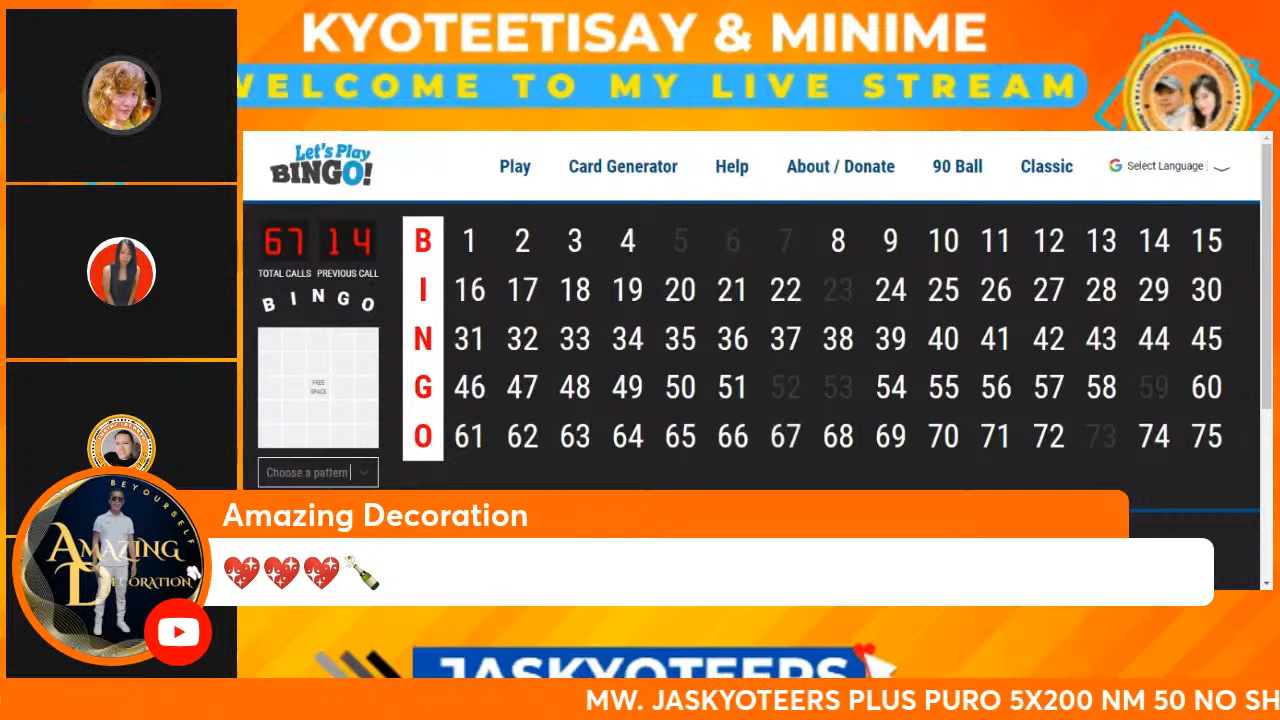 KYOTEETISAY & MINIME
WELCOME TO MY LIVE STREAM
Let's Play
BINGO!
Play Card Generator Help About / Donate 90 Ball Classic Select Language
67 14
TOTAL CALLS PREVIOUS CALL
B I N G O
FREE
SPACE
Choose a pattern
B 1 2 3 4 5 6 7 8 9 10 11 12 13 14 15
I 16 17 18 19 20 21 22 23 24 25 26 27 28 29 30
N 31 32 33 34 35 36 37 38 39 40 41 42 43 44 45
G 46 47 48 49 50 51 52 53 54 55 56 57 58 59 60
O 61 62 63 64 65 66 67 68 69 70 71 72 73 74 75
BEYOURSELF
AMAZING
DECORATION
Amazing Decoration
JASKYOTEERS
MW. JASKYOTEERS PLUS PURO 5X200 NM 50 NO SH